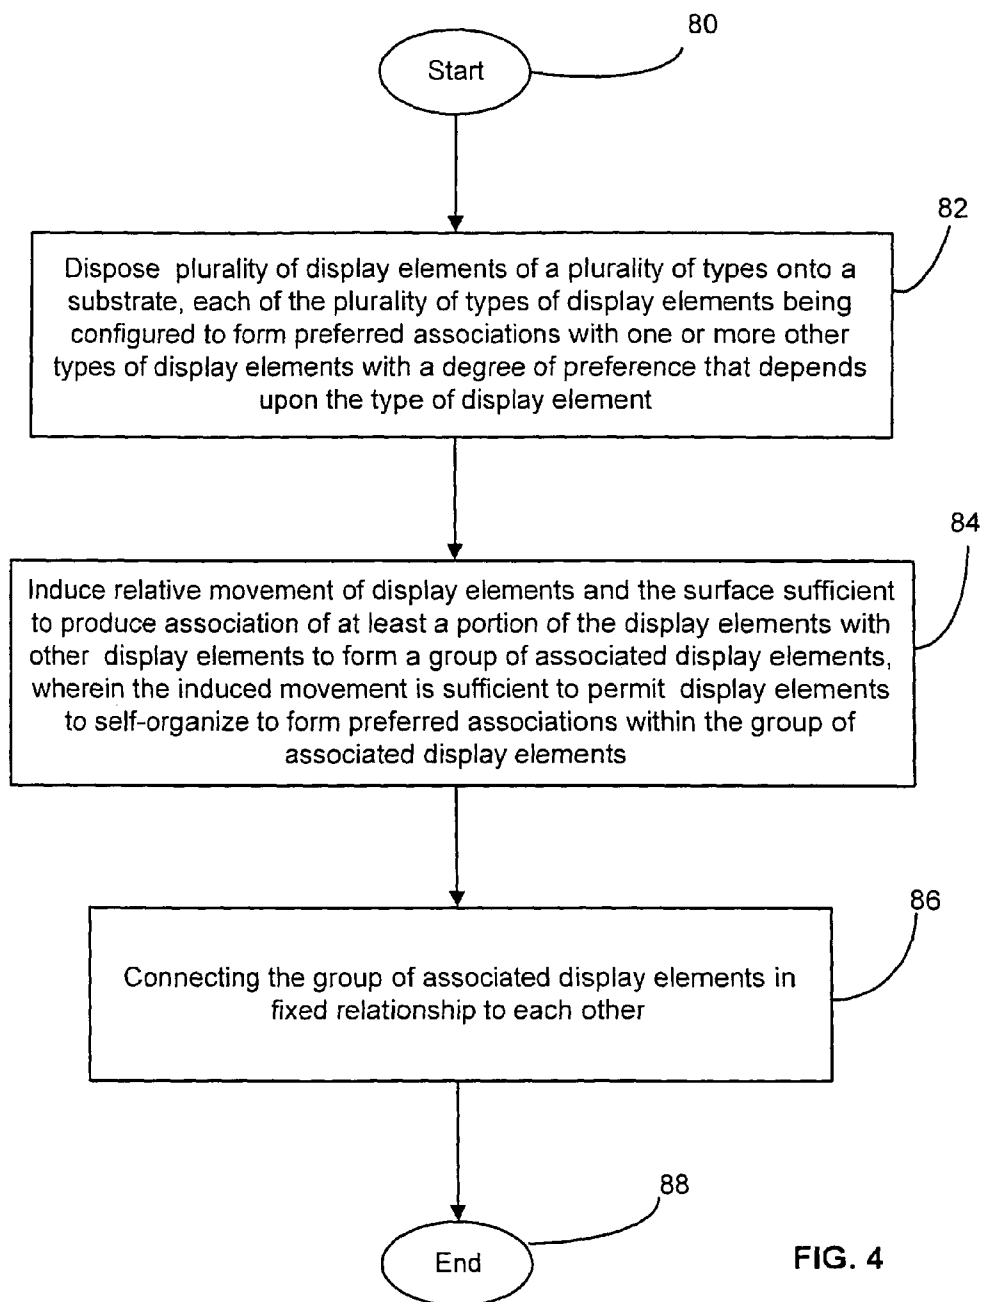 80
Start
82
Dispose plurality of display elements of a plurality of types onto a
substrate, each of the plurality of types of display elements being
configured to form preferred associations with one or more other
types of display elements with a degree of preference that depends
upon the type of display element
84
Induce relative movement of display elements and the surface sufficient
to produce association of at least a portion of the display elements with
other display elements to form a group of associated display elements,
wherein the induced movement is sufficient to permit display elements
to self-organize to form preferred associations within the group of
associated display elements
86
Connecting the group of associated display elements in
fixed relationship to each other
88
End
FIG. 4